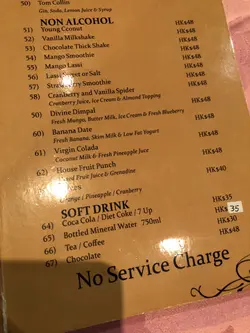 50) Tom Collin
Gin, Soda, Lemon Juice & Syrup
NON ALCOHOL
51) Young Cconut HK$48
52) Vanilla Milkshake HK$48
53) Chocolate Thick Shake HK$48
54) Mango Smoothie HK$48
55) Mango Lassi HK$48
56) Lassi Sweet or Salt HK$48
57) Strawberry Smoothie HK$48
58) Cranberry and Vanilla Spider HK$48
Cranberry Juice, Ice Cream & Almond Topping
50) Divine Dimpal HK$48
Fresh Mango, Butter Milk, Ice Cream & Fresh Blueberry
60) Banana Date HK$48
Fresh Banana, Skim Milk & Low Fat Yogurt
61) Virgin Colada HK$48
Coconut Milk & Fresh Pineapple Juce
62) House Fruit Punch HK$48
Mixed Fruit Juice & Grenadine
HK$40
Orange / Pineapple / Cranberry
SOFT DRINK
64) Coca Cola / Diet Coke / 7 Up HK$35
65) Bottled Mineral Water 750ml 35
66) Tea / Coffee HK$30
67) Chocolate HK$48
No Service Charge